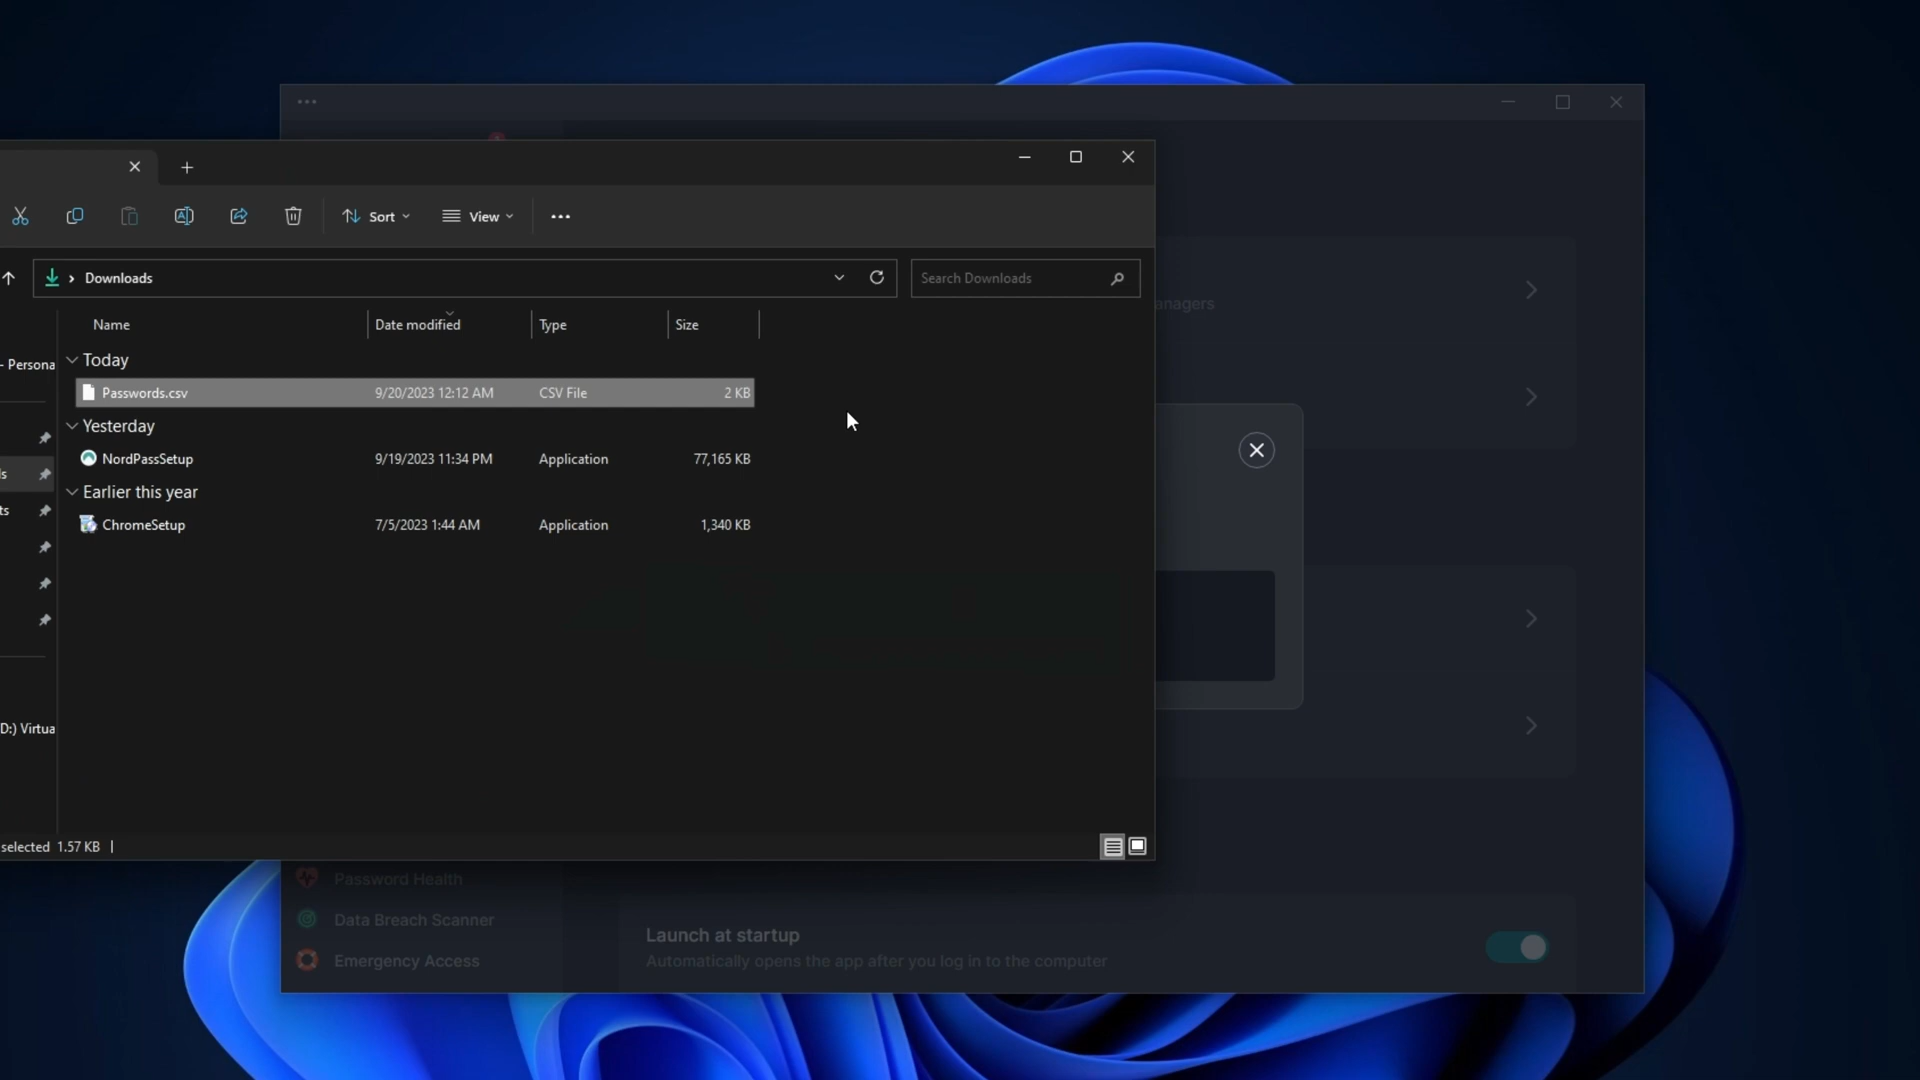 Sort
View
Downloads
Search Downloads
Name
Date modified
Type
Size
anagers
Today
- Persona
Passwords.csv
9/20/2023 12:12 AM
CSV File
2 KB
Yesterday
NordPassSetup
9/19/2023 11:34 PM
Application
77,165 KB
ls
Earlier this year
ts
ChromeSetup
7/5/2023 1:44 AM
Application
1,340 KB
D:) Virtua
selected 1.57 KB
Password Health
Data Breach Scanner
Launch at startup
Emergency Access
Automatically opens the app after you log in to the computer